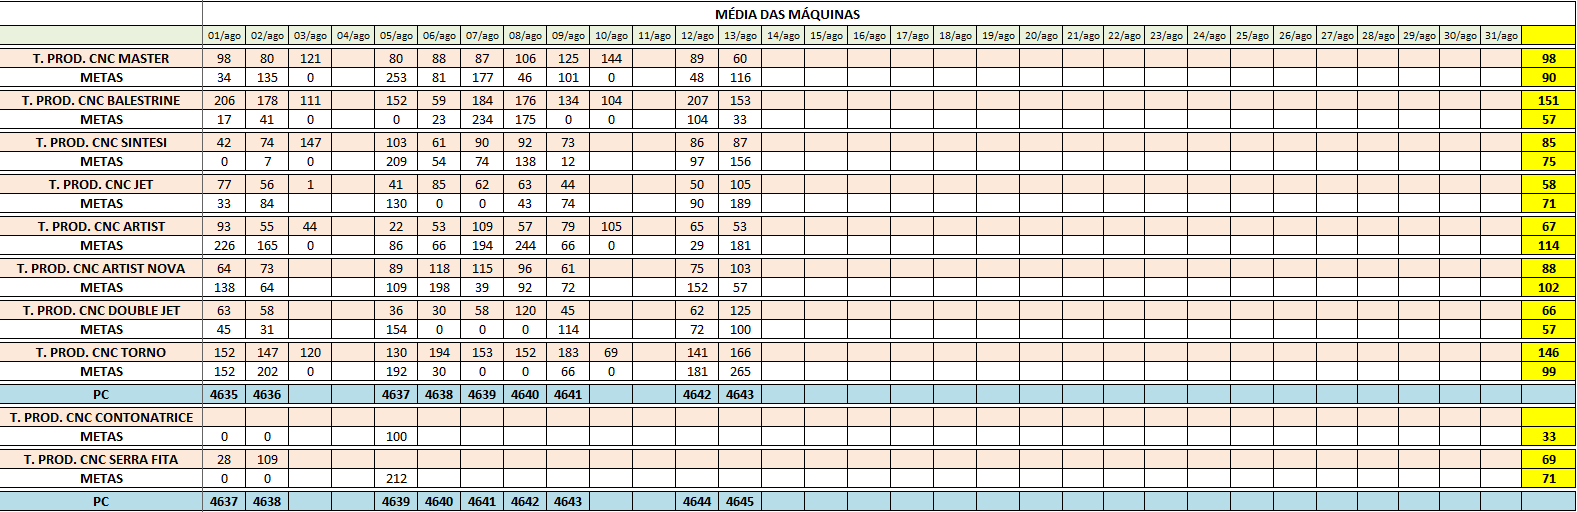 MÉDIA DAS MÁQUINAS
01/ago 02/ago 03/ago 04/ago 05/ago 06/ago 07/ago 08/ago 09/ago 10/ago 11/ago 12/ago 13/ago 14/ago 15/ago 16/ago 17/ago 18/ago 19/ago 20/ago 21/ago 22/ago 23/ago 24/ago 25/ago 26/ago 27/ago 28/ago 29/ago 30/ago 31/ago
T. PROD. CNC MASTER 98 80 121 80 88 87 106 125 144 89 60 98
METAS 34 135 0 253 81 177 46 101 0 48 116 90
T. PROD. CNC BALESTRINE 206 178 111 152 59 184 176 134 104 207 153 151
METAS 17 41 0 0 23 234 175 0 0 104 33 57
T. PROD. CNC SINTESI 42 74 147 103 61 90 92 73 86 87 85
METAS 0 7 0 209 54 74 138 12 97 156 75
T. PROD. CNC JET 77 56 1 41 85 62 63 44 50 105 58
METAS 33 84 130 0 0 43 74 90 189 71
T. PROD. CNC ARTIST 93 55 44 22 53 109 57 79 105 65 53 67
METAS 226 165 0 86 66 194 244 66 0 29 181 114
T. PROD. CNC ARTIST NOVA 64 73 89 118 115 96 61 75 103 88
METAS 138 64 109 198 39 92 72 152 57 102
T. PROD. CNC DOUBLE JET 63 58 36 30 58 120 45 62 125 66
METAS 45 31 154 0 0 0 114 72 100 57
T. PROD. CNC TORNO 152 147 120 130 194 153 152 183 69 141 166 146
METAS 152 202 0 192 30 0 0 66 0 181 265 99
PC 4635 4636 4637 4638 4639 4640 4641 4642 4643
T. PROD. CNC CONTONATRICE
METAS 0 0 100 33
T. PROD. CNC SERRA FITA 28 109 69
METAS 0 0 212 71
PC 4637 4638 4639 4640 4641 4642 4643 4644 4645